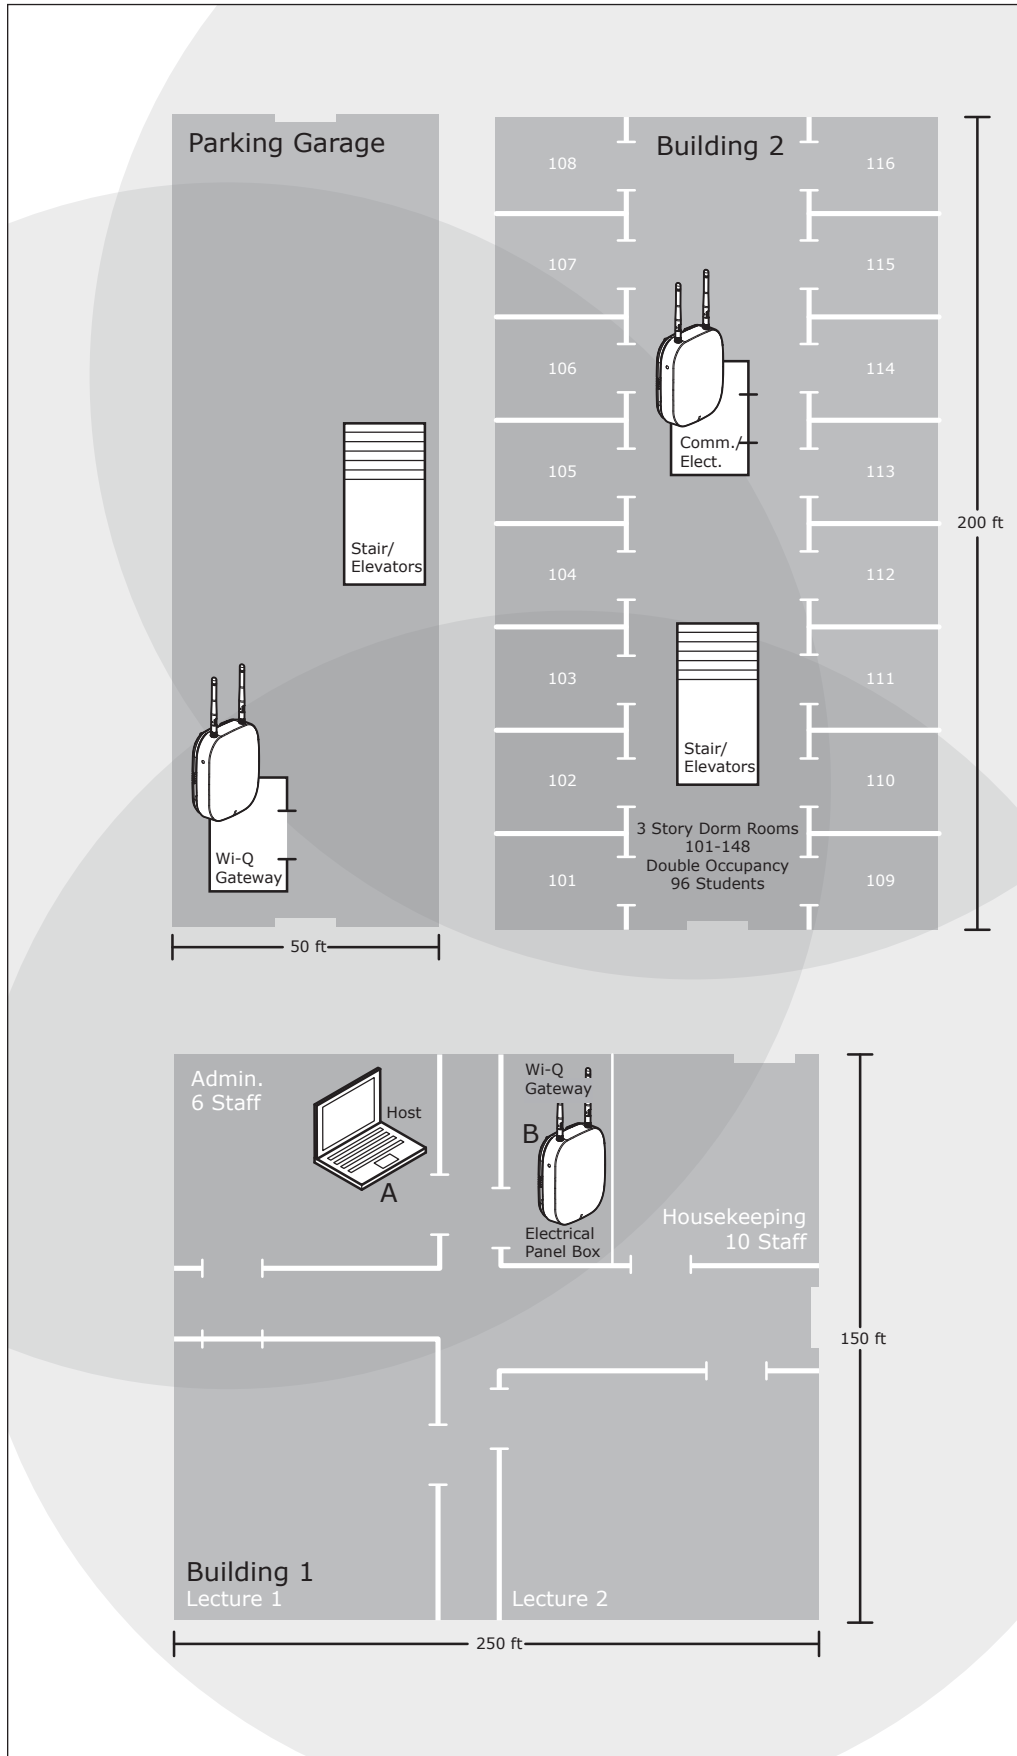 Parking Garage
Building 2
108
116
107
115
106
114
Comm./
Elect.
105
113
200 ft
Stair/
Elevators
104
112
103
111
Stair/
Elevators
102
110
3 Story Dorm Rooms
101-148
Double Occupancy
96 Students
Wi-Q
Gateway
101
109
50 ft
Admin.
6 Staff
Host
A
Wi-Q
Gateway
B
Electrical
Panel Box
Housekeeping
10 Staff
150 ft
Building 1
Lecture 1
Lecture 2
250 ft